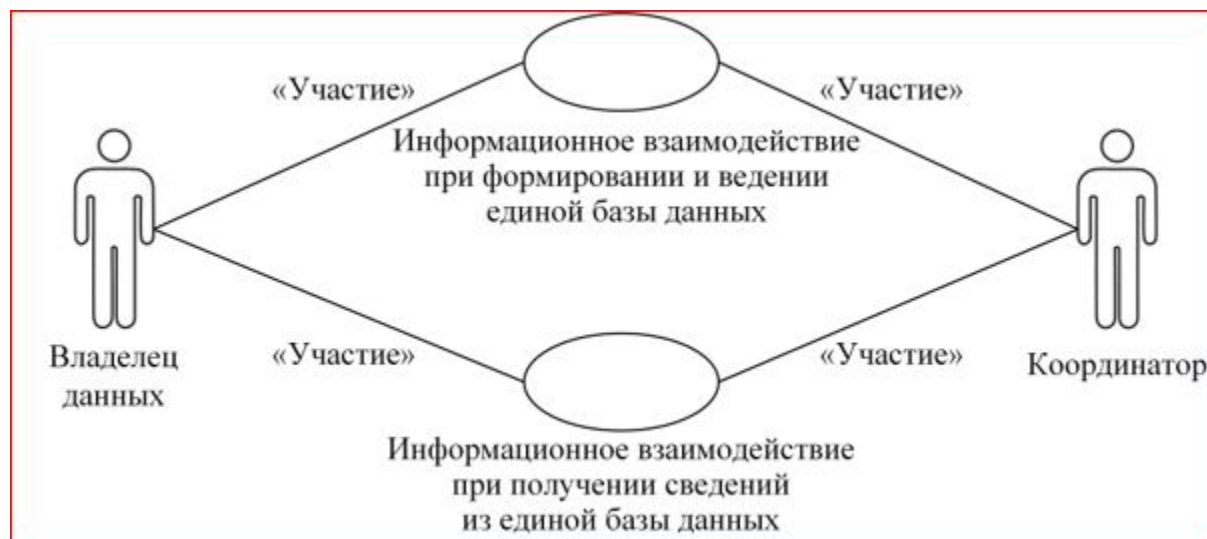 «Участие»
«Участие»
Информационное взаимодействие
при формировании и ведении
единой базы данных
Владелец
данных
«Участие»
«Участие»
Координатор
Информационное взаимодействие
при получении сведений
из единой базы данных